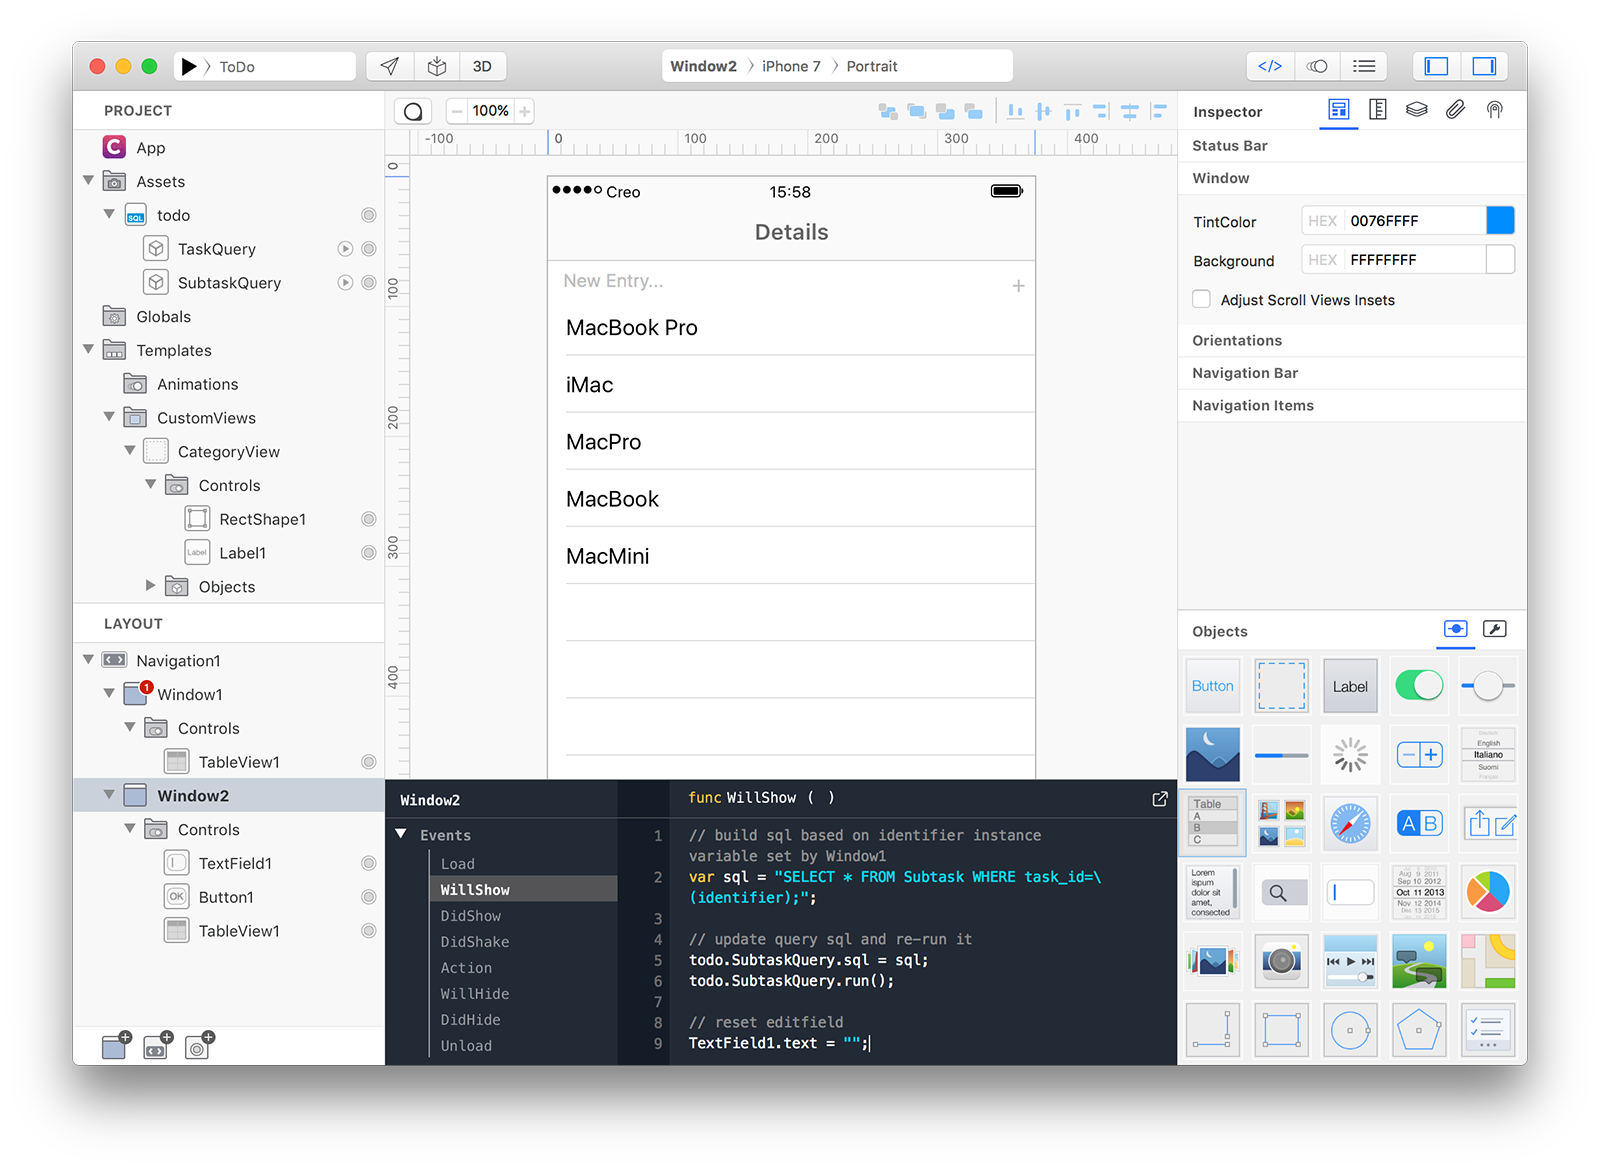 ToDo
3D
Window2 iPhone 7 Portrait
PROJECT
App
Assets
SQL todo
TaskQuery
SubtaskQuery
Globals
Templates
Animations
CustomViews
CategoryView
Controls
RectShape1
Label Label1
Objects
LAYOUT
Navigation1
1 Window1
Controls
TableView1
Window2
Controls
TextField1
OK Button1
TableView1
100%
-100 0 100 200 300 400
0
100
200
300
400
Creo 15:58
Details
New Entry... +
MacBook Pro
iMac
MacPro
MacBook
MacMini
Window2
Events
Load
WillShow
DidShow
DidShake
Action
WillHide
DidHide
Unload
func WillShow ( )
1 // build sql based on identifier instance
variable set by Window1
2 var sql = "SELECT * FROM Subtask WHERE task_id=\
(identifier);";
3
4 // update query sql and re-run it
5 todo.SubtaskQuery.sql = sql;
6 todo.SubtaskQuery.run();
7
8 // reset editfield
9 TextField1.text = "";
Inspector
Status Bar
Window
TintColor HEX 0076FFFF
Background HEX FFFFFFFF
Adjust Scroll Views Insets
Orientations
Navigation Bar
Navigation Items
Objects
Button
Label
English
Italiano
Suomi
Table
A
B
C
A B
Lorem
ispum
dolor sit
amet,
consected
Aug 9 2011
Sep 10 2012
Oct 11 2013
Nov 12 2014
Dec 13 2015